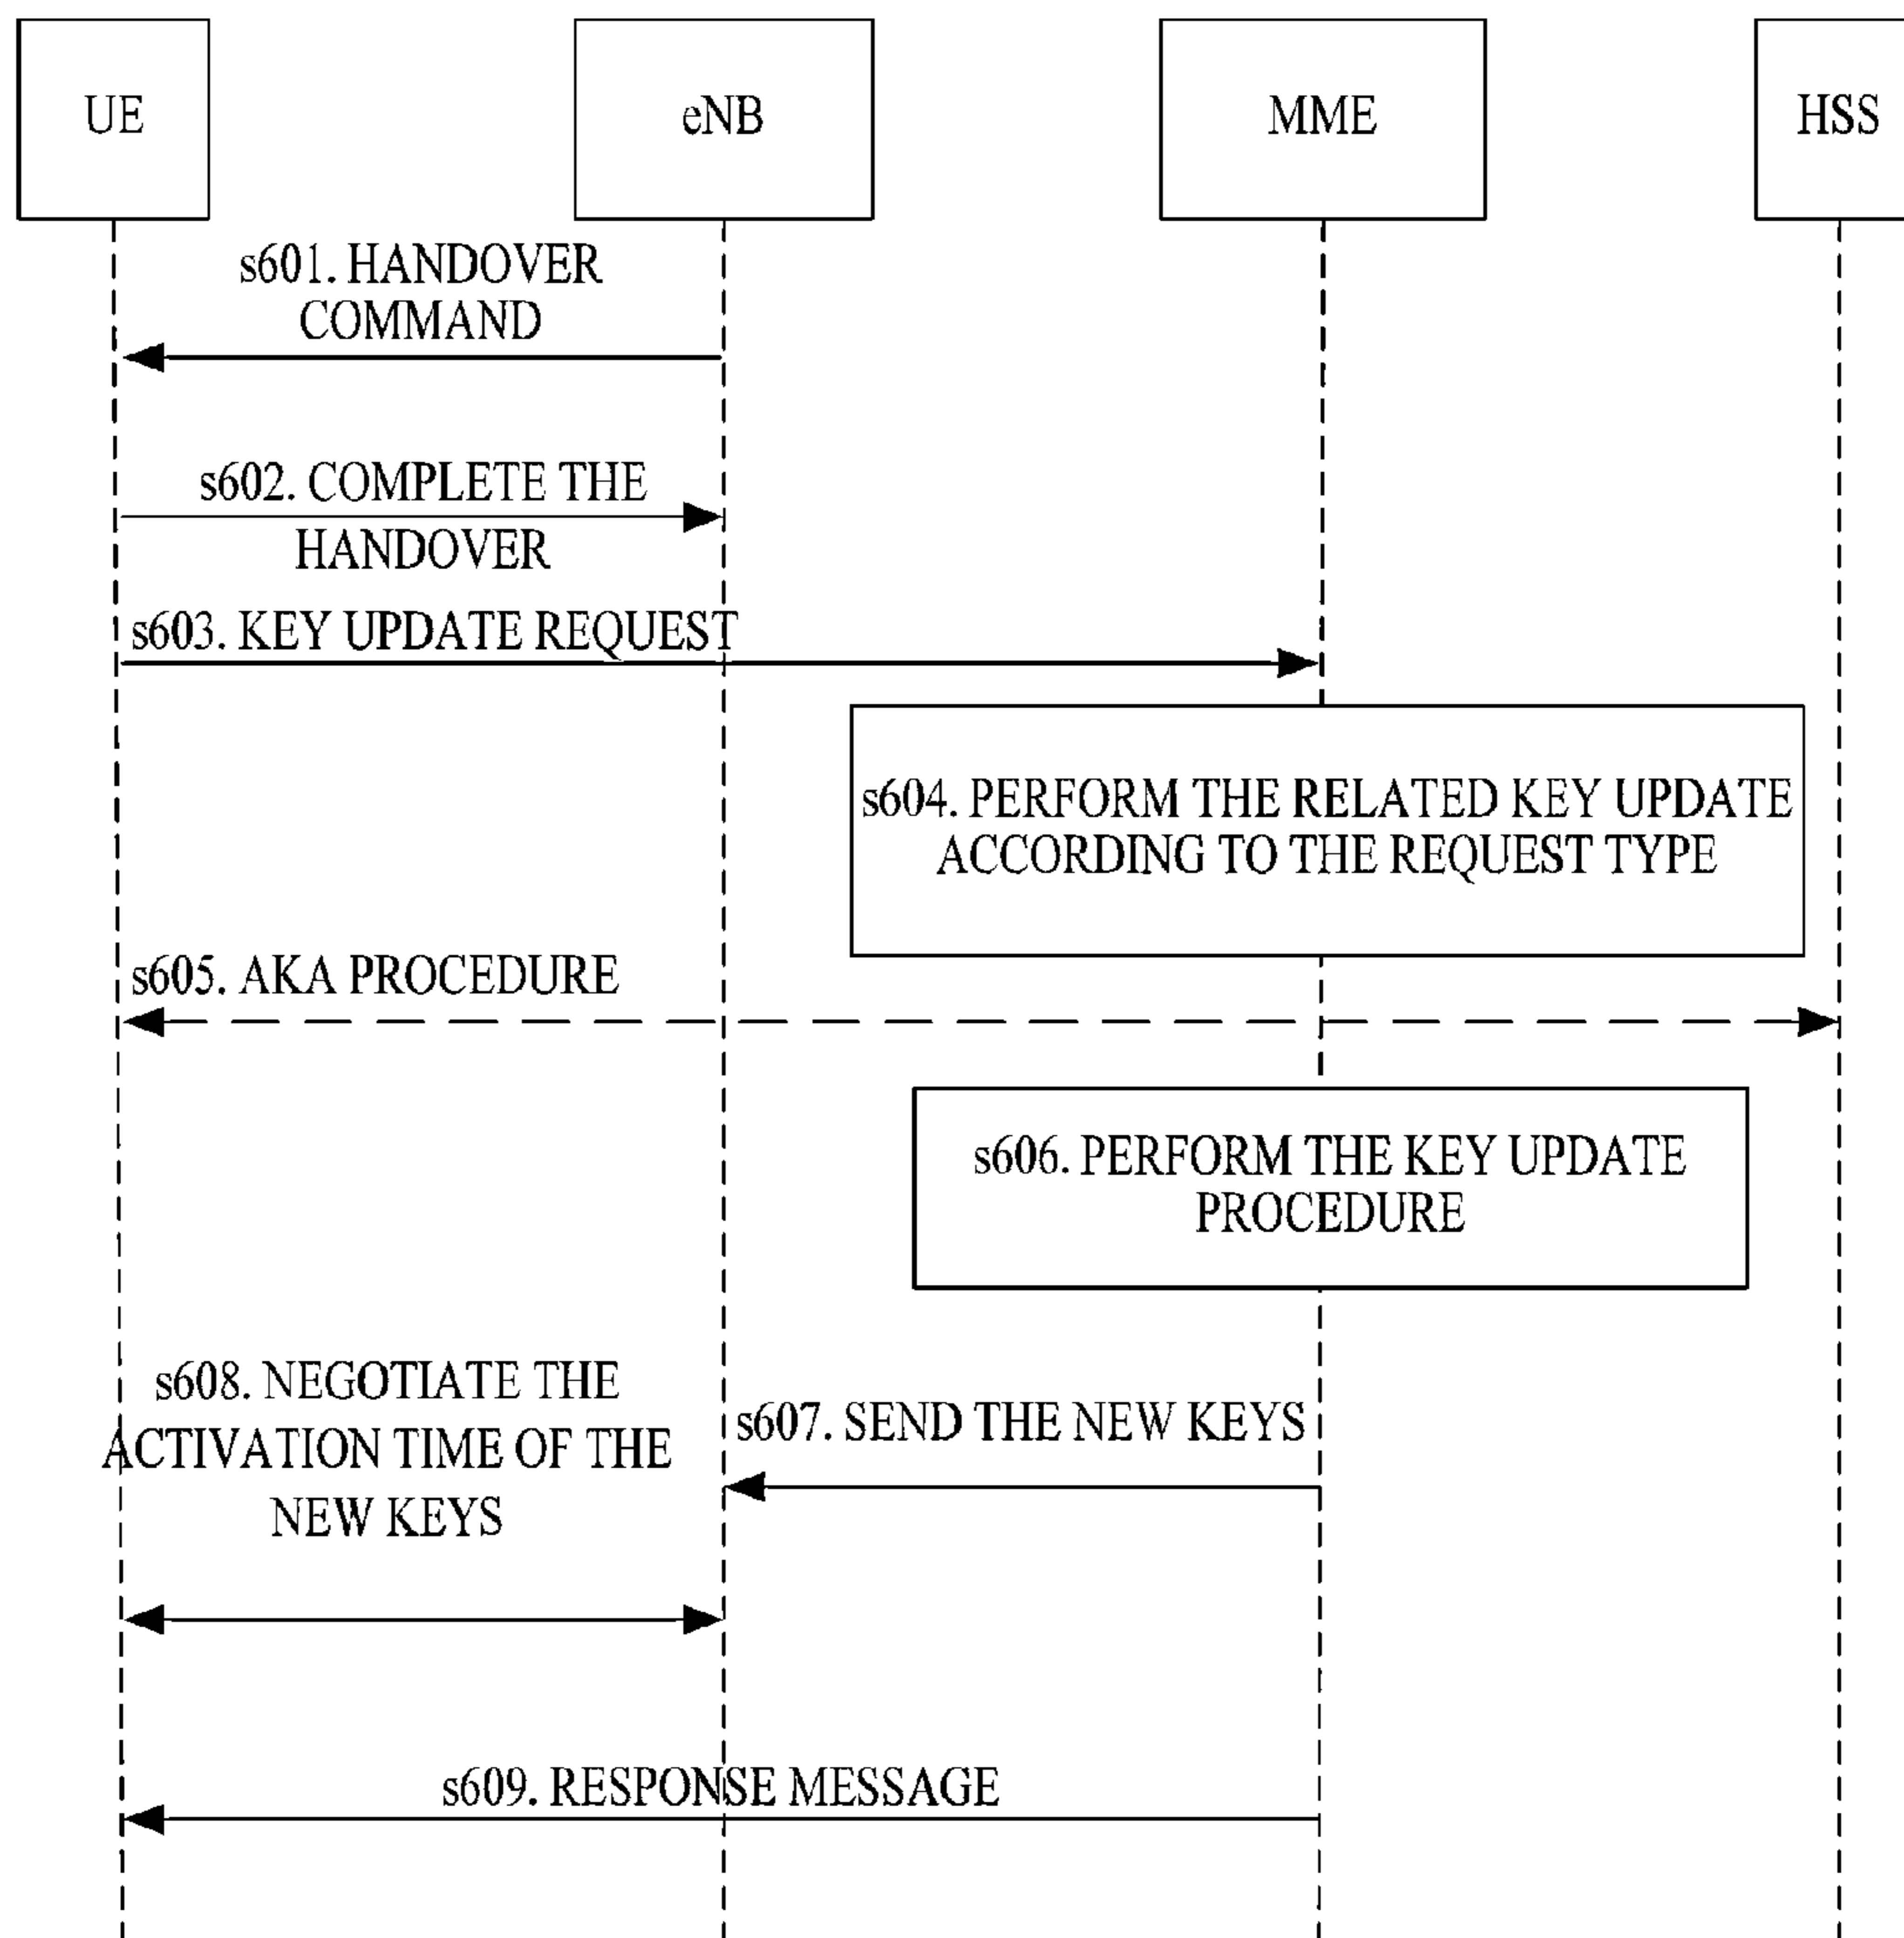 UE
eNB
MME
HSS
s601. HANDOVER
COMMAND
s602. COMPLETE THE
HANDOVER
s603. KEY UPDATE REQUEST
s604. PERFORM THE RELATED KEY UPDATE
ACCORDING TO THE REQUEST TYPE
s605. AKA PROCEDURE
s606. PERFORM THE KEY UPDATE
PROCEDURE
s607. SEND THE NEW KEYS
s608. NEGOTIATE THE
ACTIVATION TIME OF THE
NEW KEYS
s609. RESPONSE MESSAGE